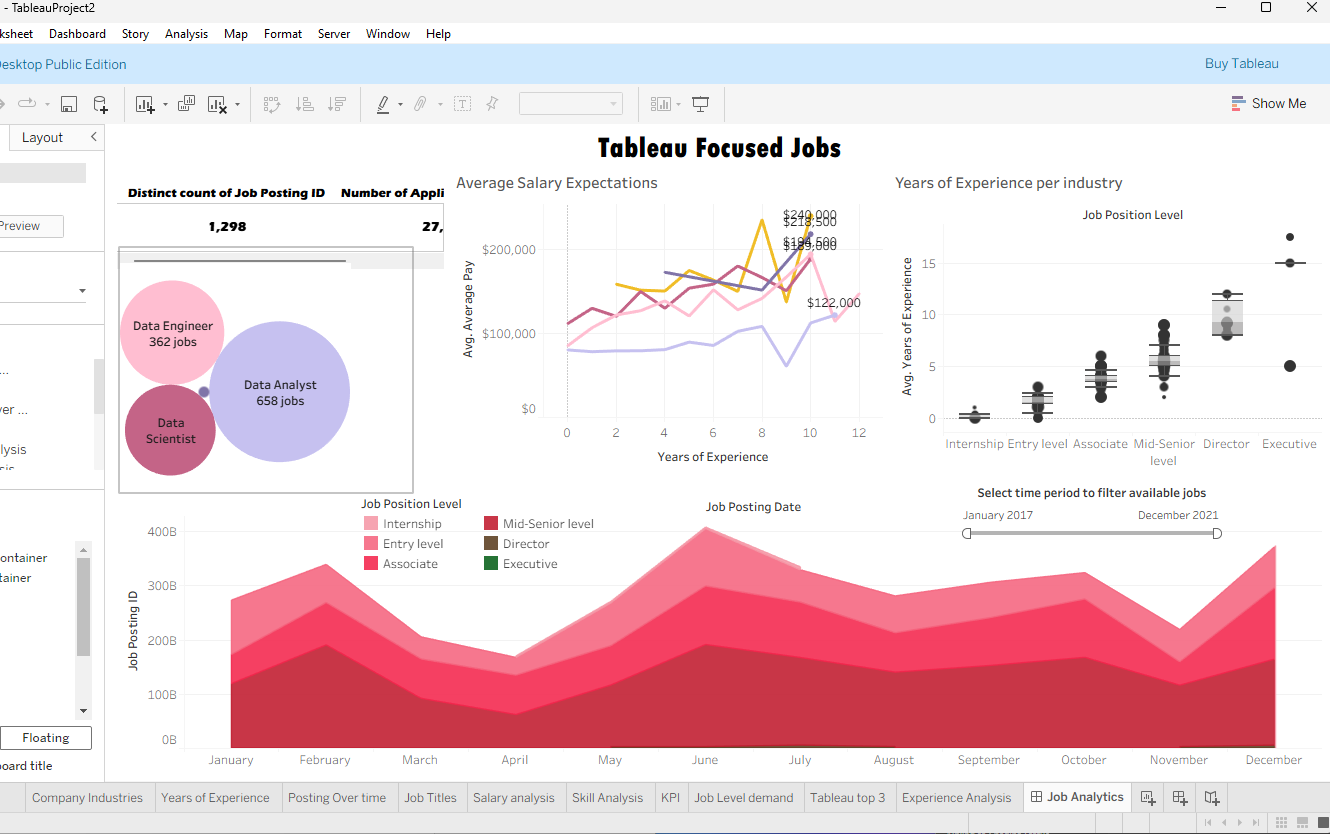 - TableauProject2
ksheet Dashboard Story Analysis Map Format Server Window Help
Desktop Public Edition
Buy Tableau
Show Me
Layout
Preview
...
ver ...
lysis
ontainer
tainer
Floating
oard title
Tableau Focused Jobs
Distinct count of Job Posting ID Number of Appli
1,298 27,
Data Engineer
362 jobs
Data Analyst
658 jobs
Data
Scientist
Average Salary Expectations
Avg. Average Pay
$200,000
$100,000
$0
$240,000
$218,500
$122,000
0 2 4 6 8 10 12
Years of Experience
Years of Experience per industry
Job Position Level
Avg. Years of Experience
15
10
5
0
Internship Entry level Associate Mid-Senior Director Executive
level
Job Position Level
Internship Mid-Senior level
Entry level Director
Associate Executive
Job Posting Date
Select time period to filter available jobs
January 2017 December 2021
Job Posting ID
400B
300B
200B
100B
0B
January February March April May June July August September October November December
Company Industries Years of Experience Posting Over time Job Titles Salary analysis Skill Analysis KPI Job Level demand Tableau top 3 Experience Analysis Job Analytics